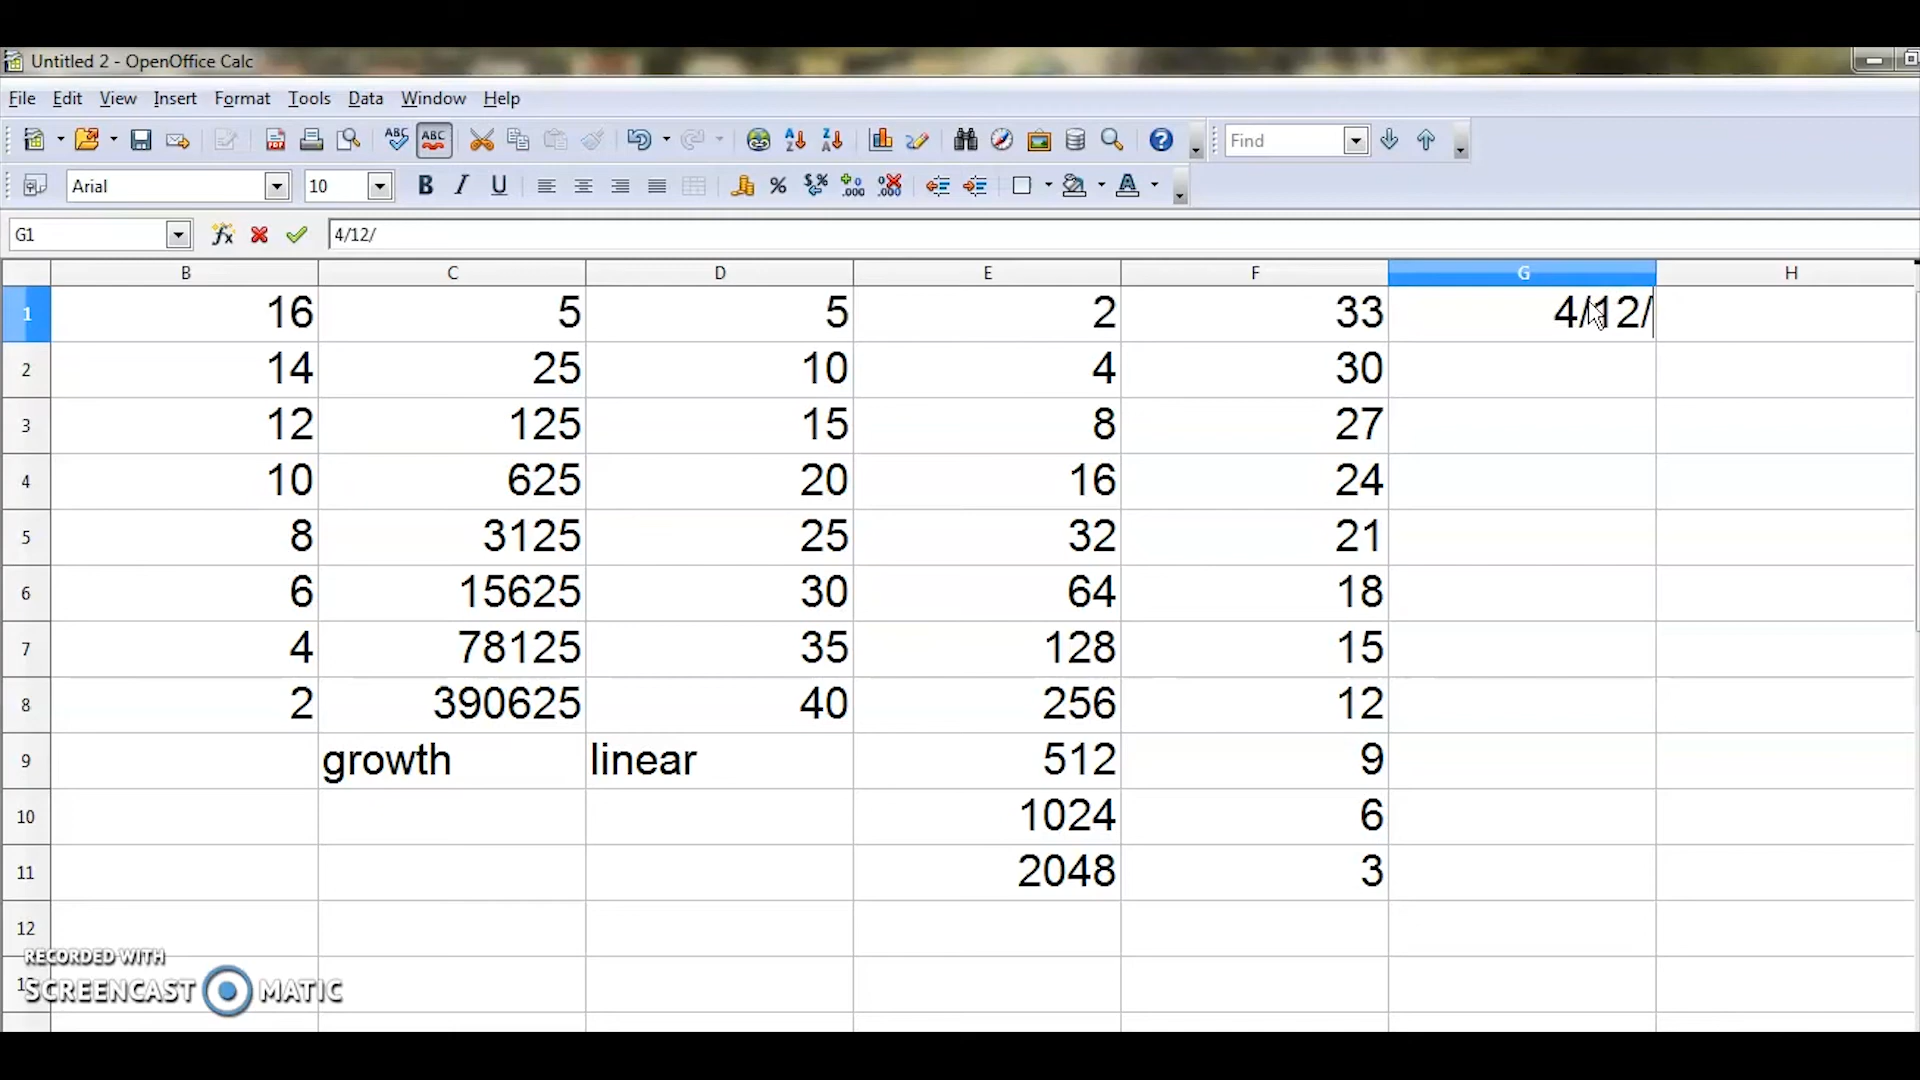 Untitled 2 - OpenOffice Calc
File Edit View Insert Format Tools Data Window Help
ABC ABC Find
Arial 10
G1 4/12/
B C D E F G H
1 16 5 5 2 33 4/12/
2 14 25 10 4 30
3 12 125 15 8 27
4 10 625 20 16 24
5 8 3125 25 32 21
6 6 15625 30 64 18
7 4 78125 35 128 15
8 2 390625 40 256 12
9 growth linear 512 9
10 1024 6
11 2048 3
12
RECORDED WITH
SCREENCAST MATIC